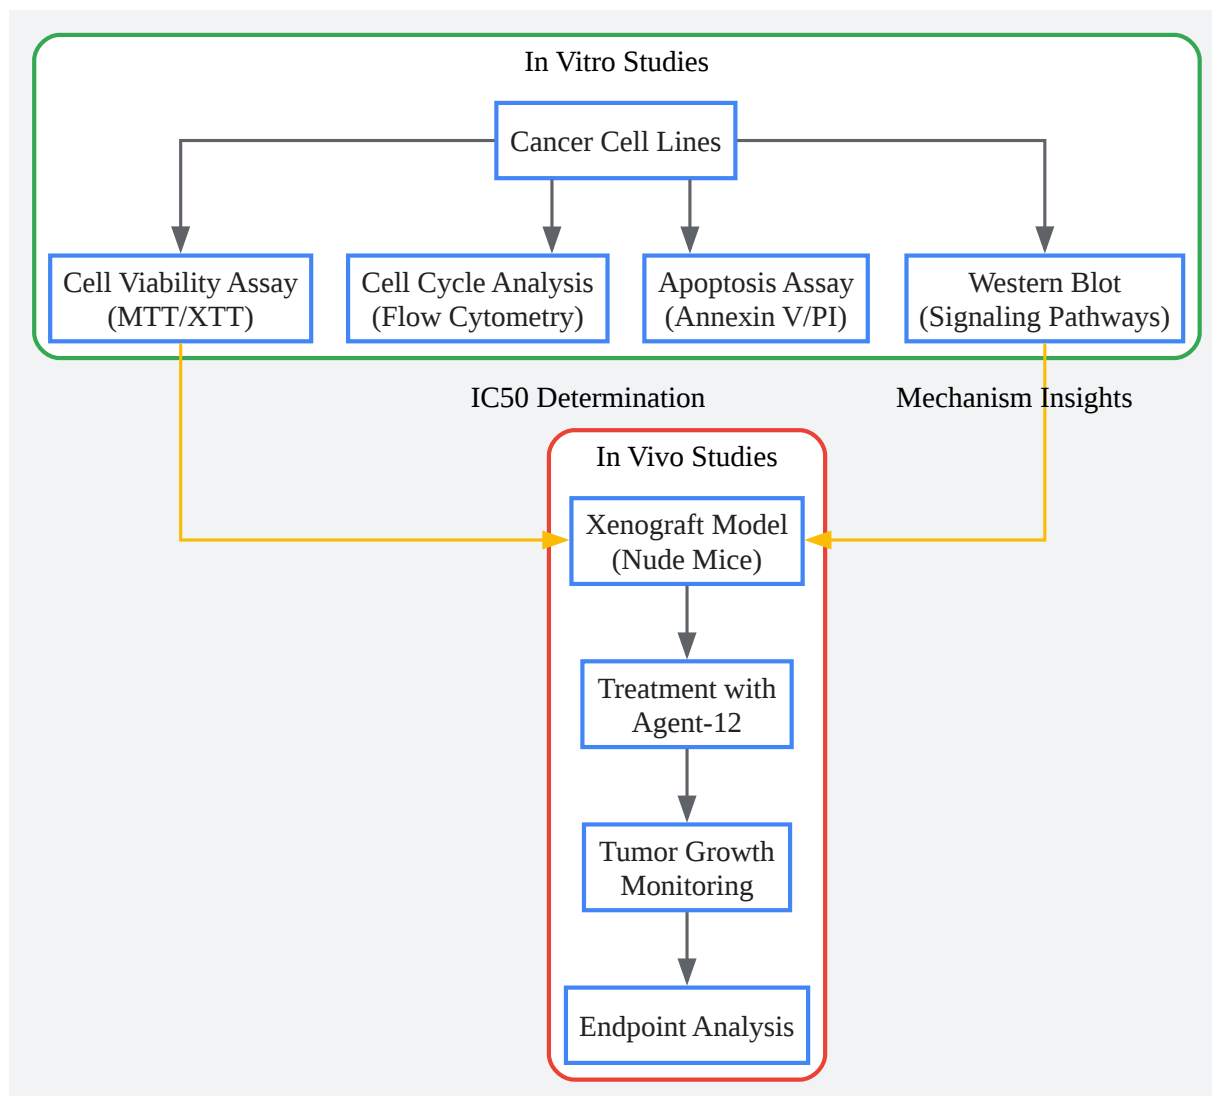 In Vitro Studies
Cancer Cell Lines
Cell Viability Assay
(MTT/XTT)
Cell Cycle Analysis
(Flow Cytometry)
Apoptosis Assay
(Annexin V/PI)
Western Blot
(Signaling Pathways)
IC50 Determination
Mechanism Insights
In Vivo Studies
Xenograft Model
(Nude Mice)
Treatment with
Agent-12
Tumor Growth
Monitoring
Endpoint Analysis